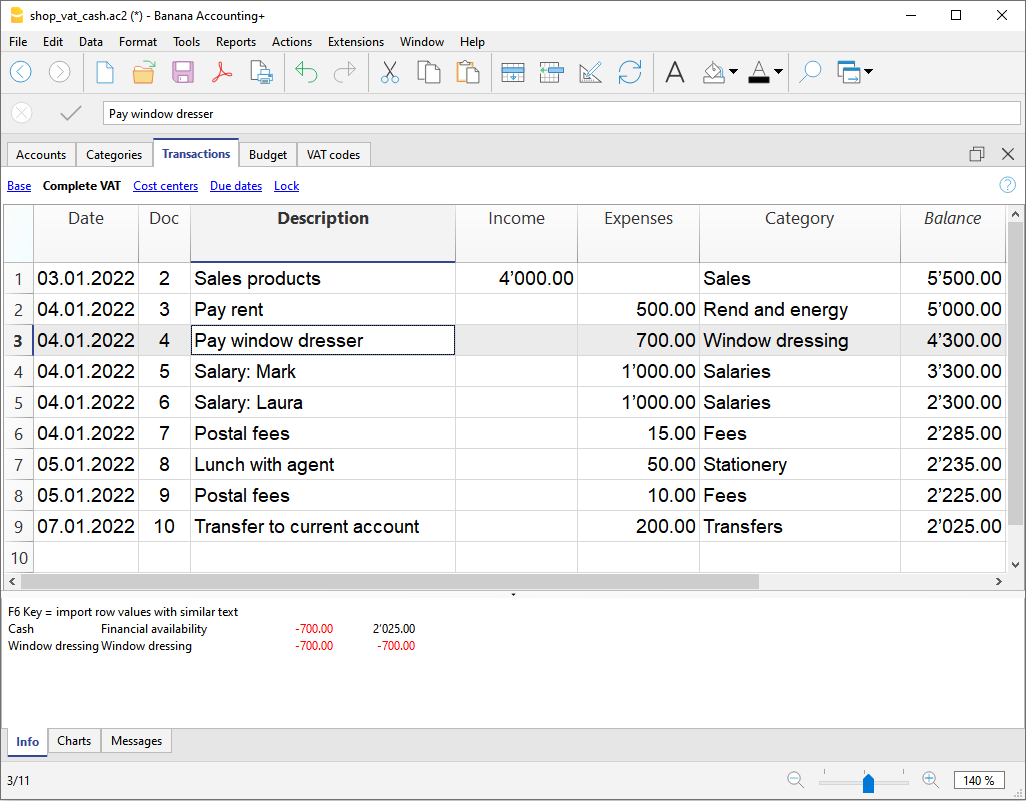 shop_vat_cash.ac2 (*) - Banana Accounting+
File Edit Data Format Tools Reports Actions Extensions Window Help
Pay window dresser
Accounts Categories Transactions Budget VAT codes
Base Complete VAT Cost centers Due dates Lock
Date Doc Description Income Expenses Category Balance
1 03.01.2022 2 Sales products 4’000.00 Sales 5’500.00
2 04.01.2022 3 Pay rent 500.00 Rend and energy 5’000.00
3 04.01.2022 4 Pay window dresser 700.00 Window dressing 4’300.00
4 04.01.2022 5 Salary: Mark 1’000.00 Salaries 3’300.00
5 04.01.2022 6 Salary: Laura 1’000.00 Salaries 2’300.00
6 04.01.2022 7 Postal fees 15.00 Fees 2’285.00
7 05.01.2022 8 Lunch with agent 50.00 Stationery 2’235.00
8 05.01.2022 9 Postal fees 10.00 Fees 2’225.00
9 07.01.2022 10 Transfer to current account 200.00 Transfers 2’025.00
10
F6 Key = import row values with similar text
Cash Financial availability -700.00 2’025.00
Window dressing Window dressing -700.00 -700.00
Info Charts Messages
3/11 140 %